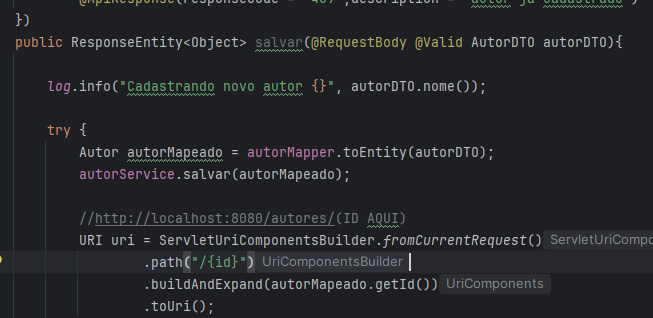 @ApiResponse(responseCode = "409",description = "autor já cadastrado")
})
public ResponseEntity<Object> salvar(@RequestBody @Valid AutorDTO autorDTO){
log.info("Cadastrando novo autor {}", autorDTO.nome());
try {
Autor autorMapeado = autorMapper.toEntity(autorDTO);
autorService.salvar(autorMapeado);
//http://localhost:8080/autores/(ID AQUI)
URI uri = ServletUriComponentsBuilder.fromCurrentRequest() ServletUriCompo
.path("/{id}") UriComponentsBuilder
.buildAndExpand(autorMapeado.getId()) UriComponents
.toUri();